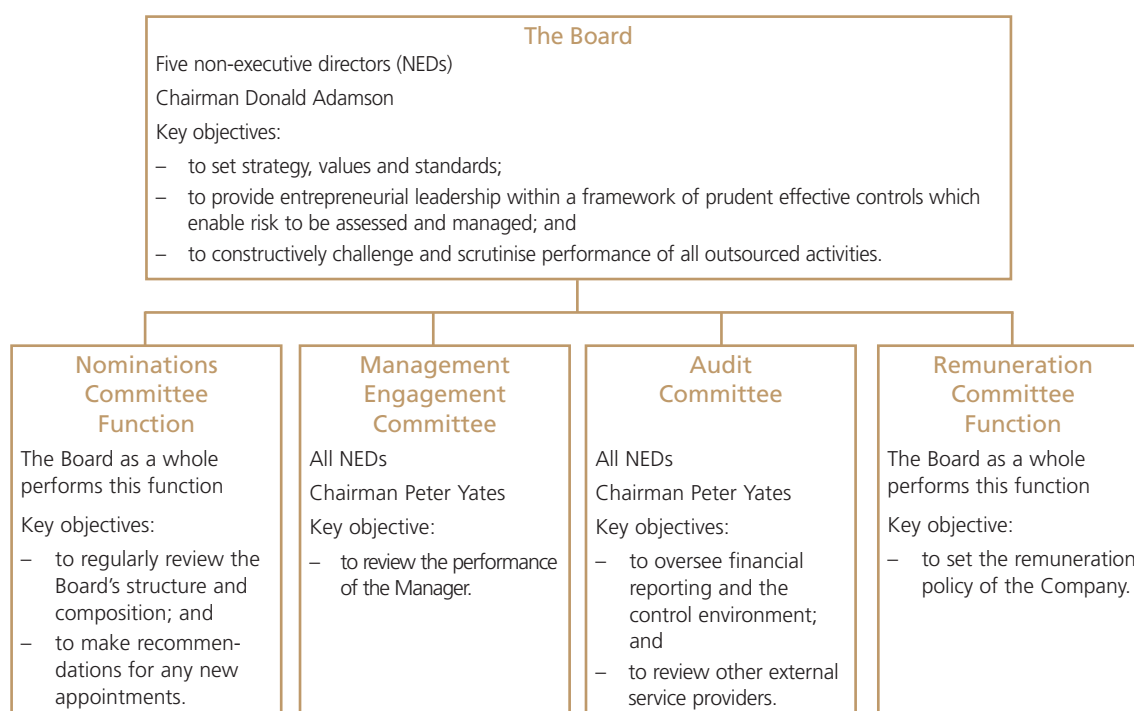 The Board
Five non-executive directors (NEDs)
Chairman Donald Adamson
Key objectives:
– to set strategy, values and standards;
– to provide entrepreneurial leadership within a framework of prudent effective controls which
enable risk to be assessed and managed; and
– to constructively challenge and scrutinise performance of all outsourced activities.
Nominations
Committee
Function
The Board as a whole
performs this function
Key objectives:
– to regularly review the
Board’s structure and
composition; and
– to make recommen-
dations for any new
appointments.
Management
Engagement
Committee
All NEDs
Chairman Peter Yates
Key objective:
– to review the performance
of the Manager.
Audit
Committee
All NEDs
Chairman Peter Yates
Key objectives:
– to oversee financial
reporting and the
control environment;
and
– to review other external
service providers.
Remuneration
Committee
Function
The Board as a whole
performs this function
Key objective:
– to set the remuneration
policy of the Company.